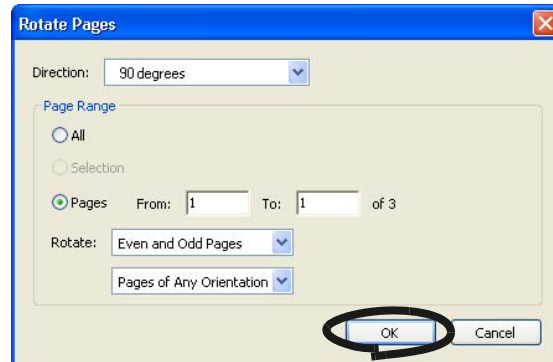 Rotate Pages
Direction: 90 degrees
Page Range
All
Selection
Pages From: 1 To: 1 of 3
Rotate: Even and Odd Pages
Pages of Any Orientation
OK Cancel